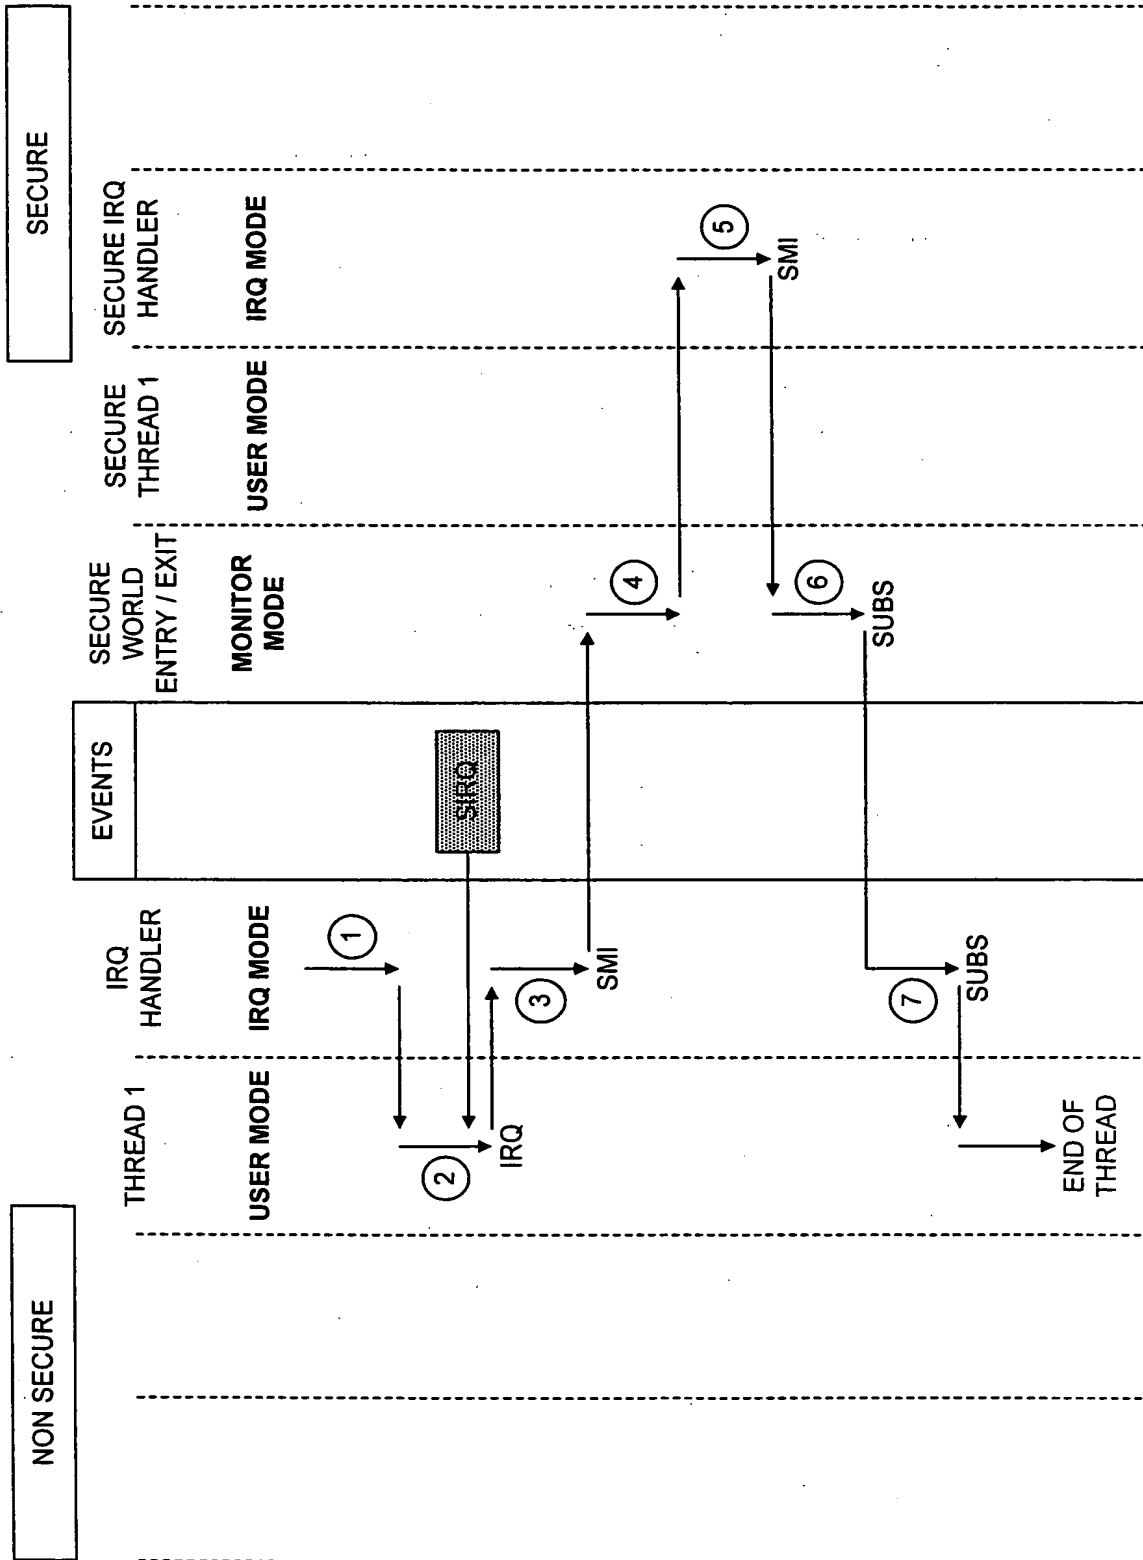 NON SECURE
SECURE
THREAD 1
IRQ
HANDLER
EVENTS
SECURE
WORLD
ENTRY / EXIT
SECURE
THREAD 1
SECURE IRQ
HANDLER
USER MODE
IRQ MODE
MONITOR
MODE
USER MODE
IRQ MODE
1
2
SIRQ
IRQ
3
SMI
4
5
SMI
6
SUBS
7
SUBS
END OF
THREAD